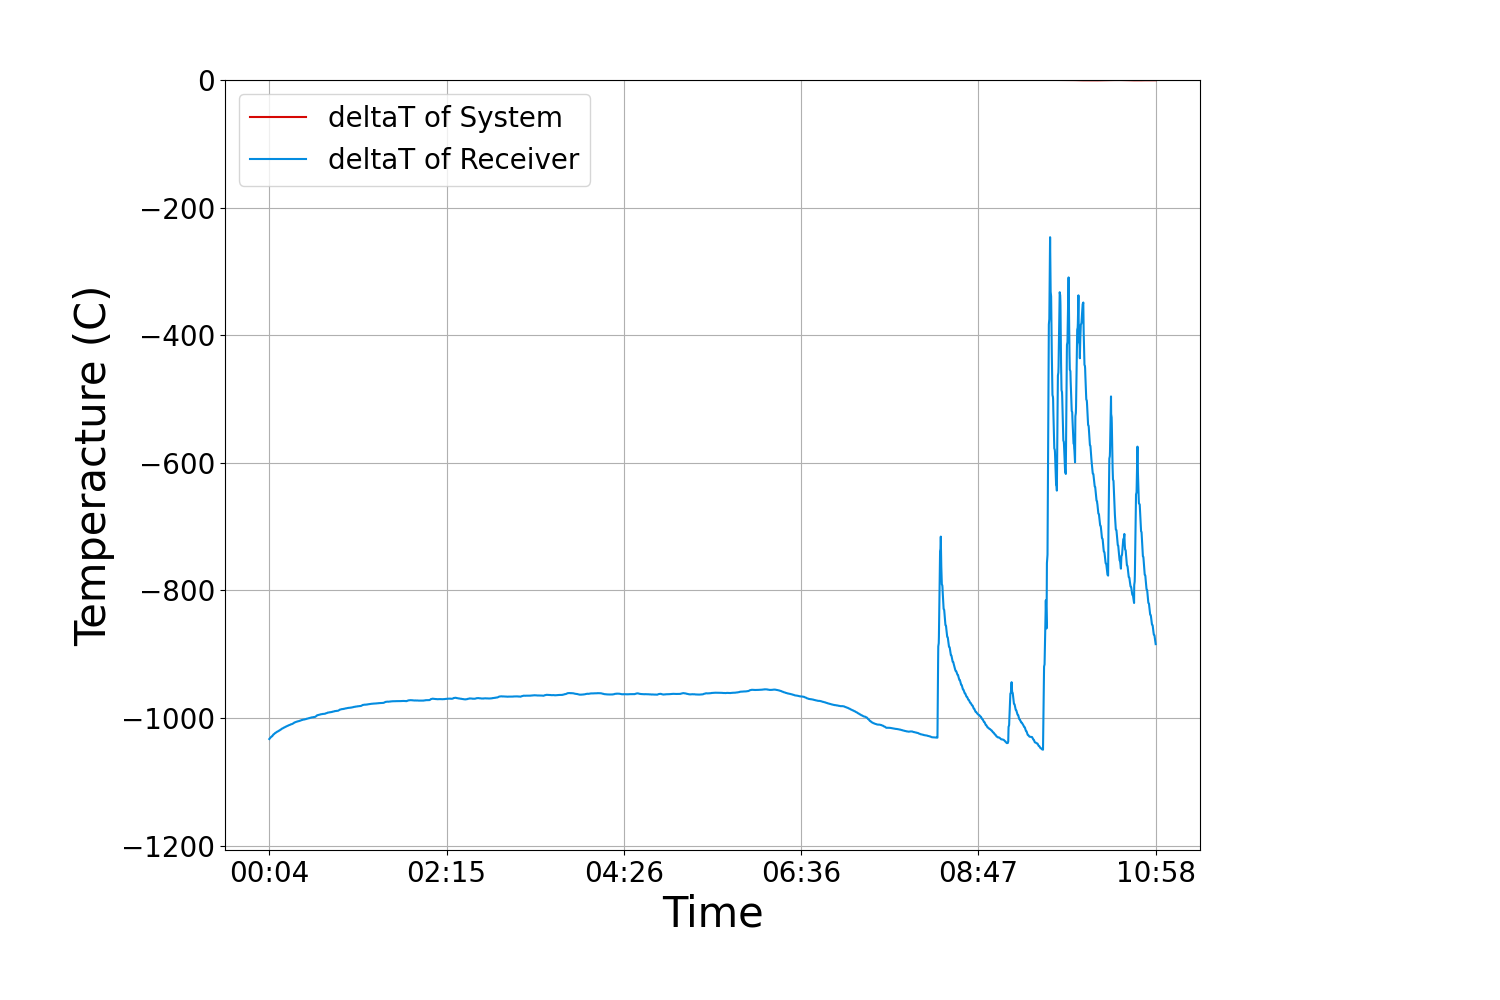 0
deltaT of System
deltaT of Receiver
−200
−400
−600
−800
−1000
−1200
Temperacture (C)
00:04 02:15 04:26 06:36 08:47 10:58
Time